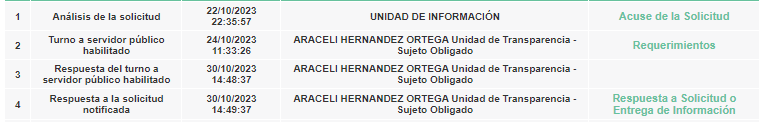 1 Análisis de la solicitud 22/10/2023 22:35:57 UNIDAD DE INFORMACIÓN Acuse de la Solicitud
2 Turno a servidor público habilitado 24/10/2023 11:33:26 ARACELI HERNANDEZ ORTEGA Unidad de Transparencia - Sujeto Obligado Requerimientos
3 Respuesta del turno a servidor público habilitado 30/10/2023 14:48:37 ARACELI HERNANDEZ ORTEGA Unidad de Transparencia - Sujeto Obligado
4 Respuesta a la solicitud notificada 30/10/2023 14:49:37 ARACELI HERNANDEZ ORTEGA Unidad de Transparencia - Sujeto Obligado Respuesta a Solicitud o Entrega de Información